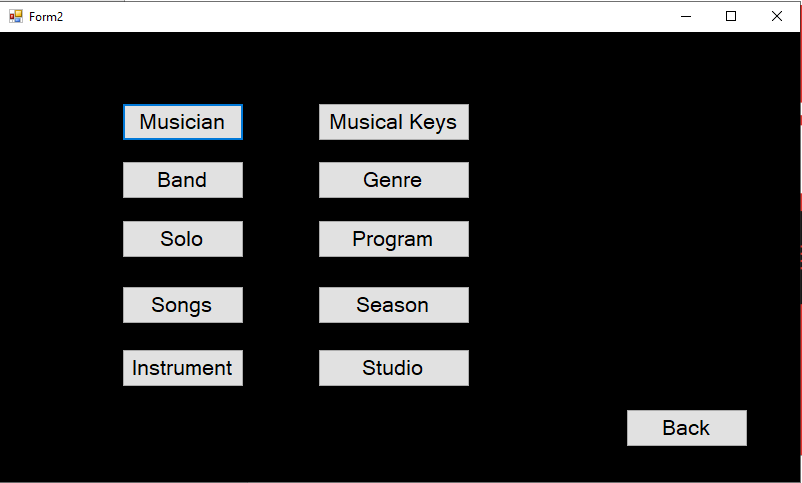 Form2
Musician
Musical Keys
Band
Genre
Solo
Program
Songs
Season
Instrument
Studio
Back